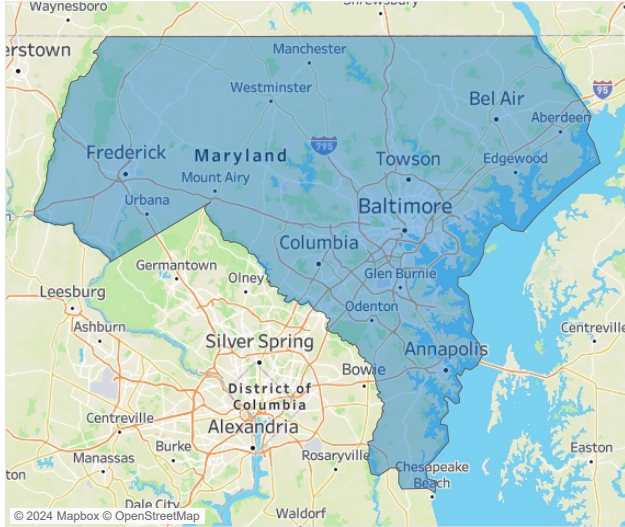 Waynesboro
Shrewsbury
erstown
Manchester
Westminster
95
Bel Air
Aberdeen
795
Frederick
Maryland
Towson
Edgewood
Mount Airy
Urbana
Baltimore
Columbia
Germantown
Olney
Glen Burnie
Leesburg
Odenton
Ashburn
Centreville
Silver Spring
Annapolis
Bowie
District of
Columbia
Centreville
Alexandria
Burke
Easton
Rosaryville
Manassas
Chesapeake
Beach
ton
Dale City
Waldorf
© 2024 Mapbox © OpenStreetMap